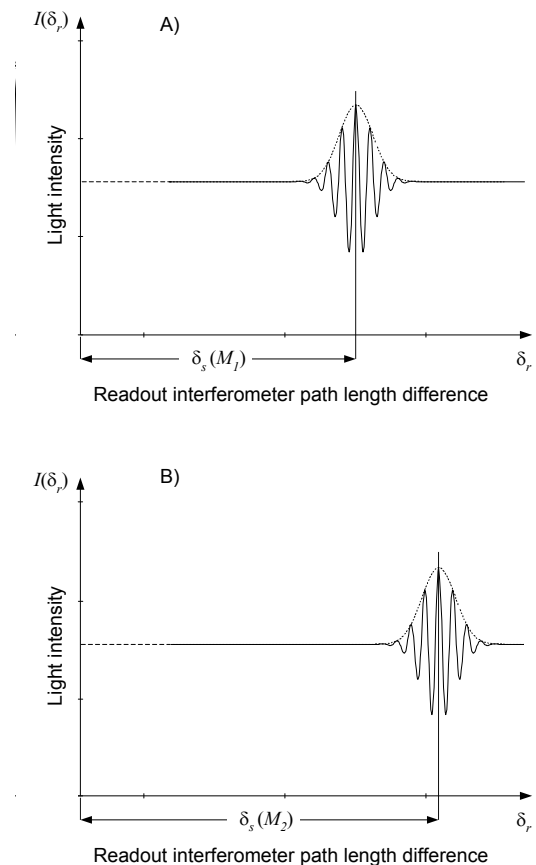 I(δᵣ)
A)
Light intensity
δₛ (M₁)
δᵣ
Readout interferometer path length difference
I(δᵣ)
B)
Light intensity
δₛ (M₂)
δᵣ
Readout interferometer path length difference